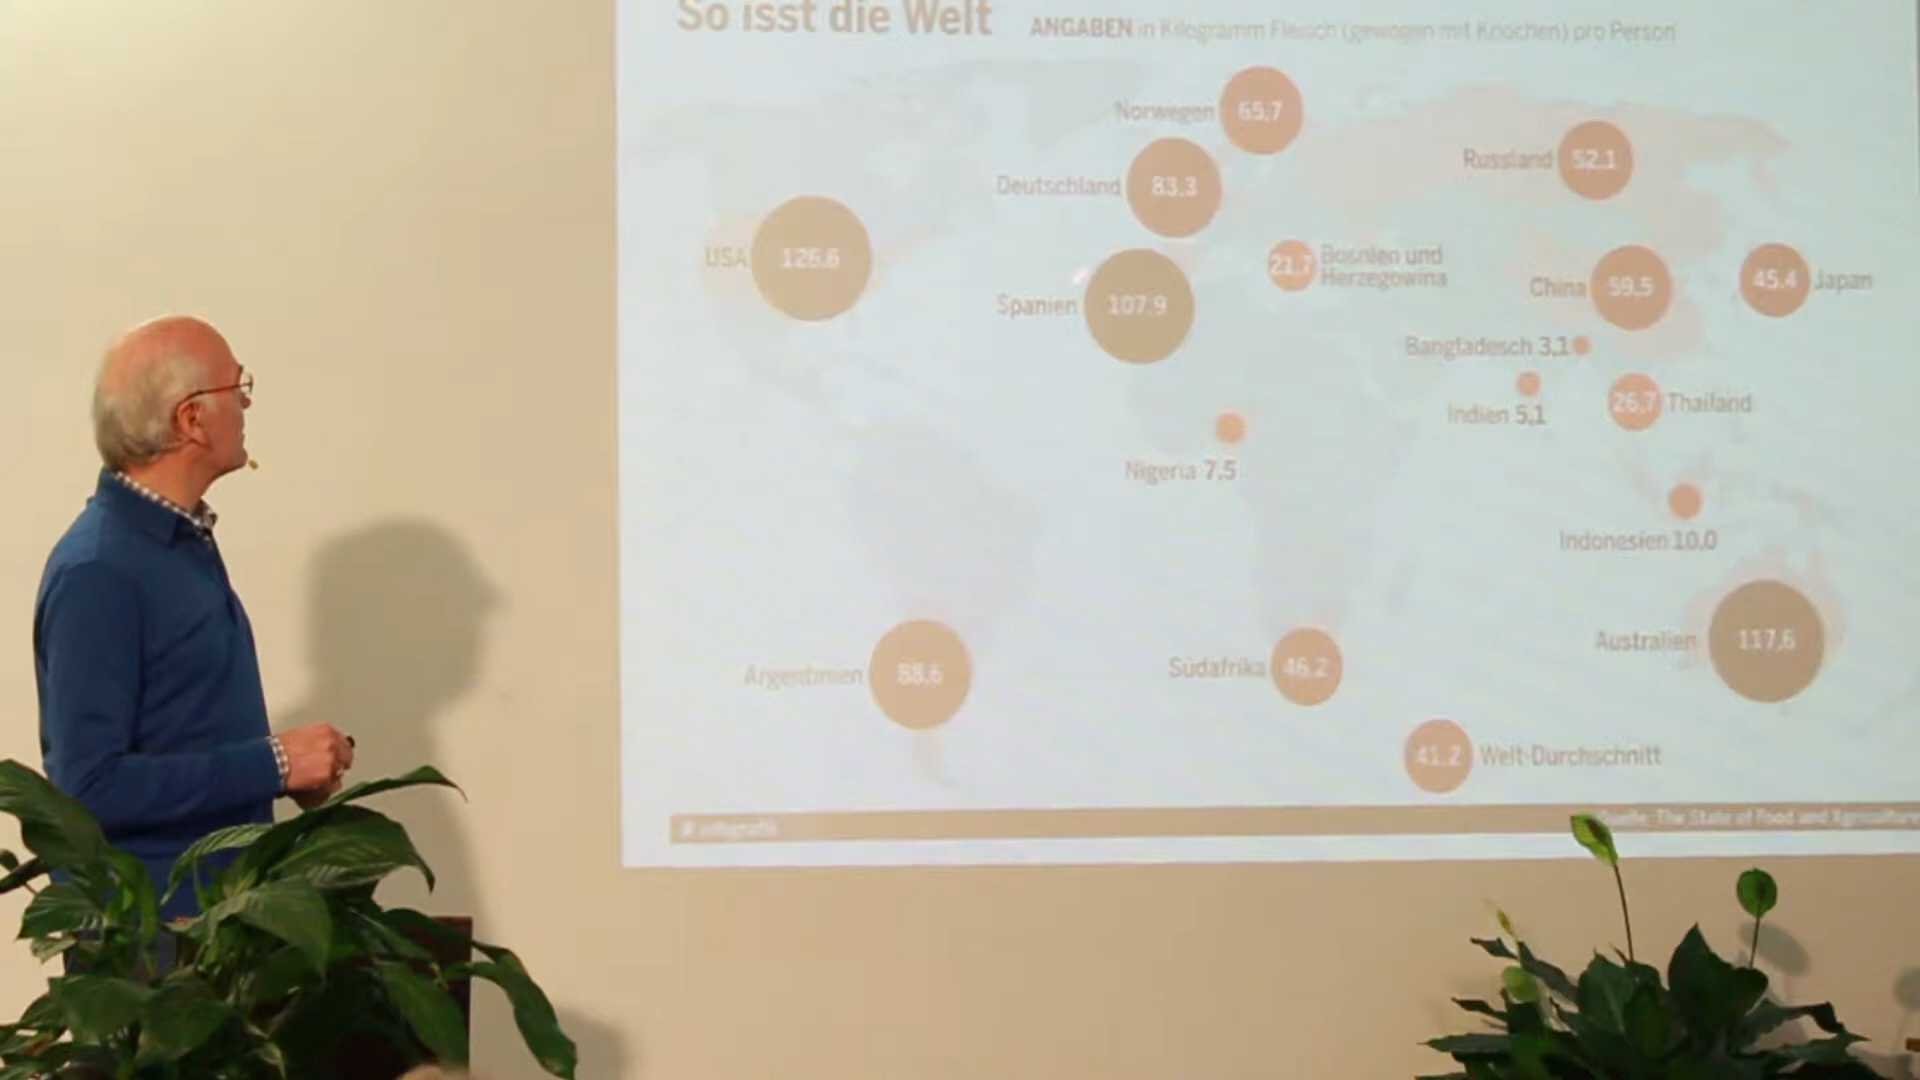 So isst die Welt
ANGABEN in Kilogramm Fleisch (gewogen mit Knochen) pro Person
Norwegen 65,7
Russland 52.1
Deutschland 83.3
USA 126.6
Spanien 107.9
21.7 Bosnien und
Herzegowina
China 59.5
45.4 Japan
Bangladesch 3,1
Indien 5,1
26.7 Thailand
Nigeria 7,5
Indonesien 10,0
Argentinien 88.6
Südafrika 46.2
Australien 117,6
41.2 Welt-Durchschnitt
Quelle: The State of Food and Agriculture